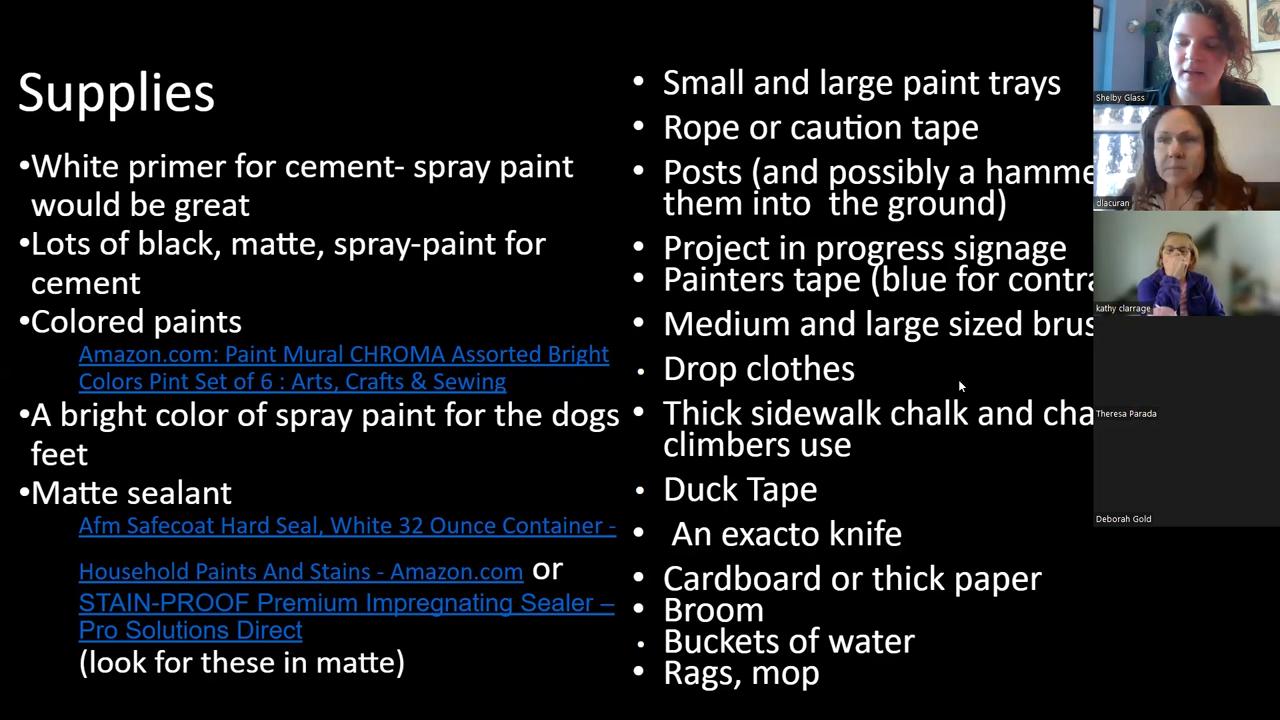 Supplies
•White primer for cement- spray paint
would be great
•Lots of black, matte, spray-paint for
cement
•Colored paints
Amazon.com: Paint Mural CHROMA Assorted Bright
Colors Pint Set of 6 : Arts, Crafts & Sewing
•A bright color of spray paint for the dogs
feet
•Matte sealant
Afm Safecoat Hard Seal, White 32 Ounce Container -
Household Paints And Stains - Amazon.com or
STAIN-PROOF Premium Impregnating Sealer –
Pro Solutions Direct
(look for these in matte)
• Small and large paint trays
• Rope or caution tape
• Posts (and possibly a hamme
them into the ground)
• Project in progress signage
• Painters tape (blue for contra
• Medium and large sized brus
• Drop clothes
• Thick sidewalk chalk and cha
climbers use
• Duck Tape
• An exacto knife
• Cardboard or thick paper
• Broom
• Buckets of water
• Rags, mop
Shelby Glass
dlacuran
kathy clarrage
Theresa Parada
Deborah Gold